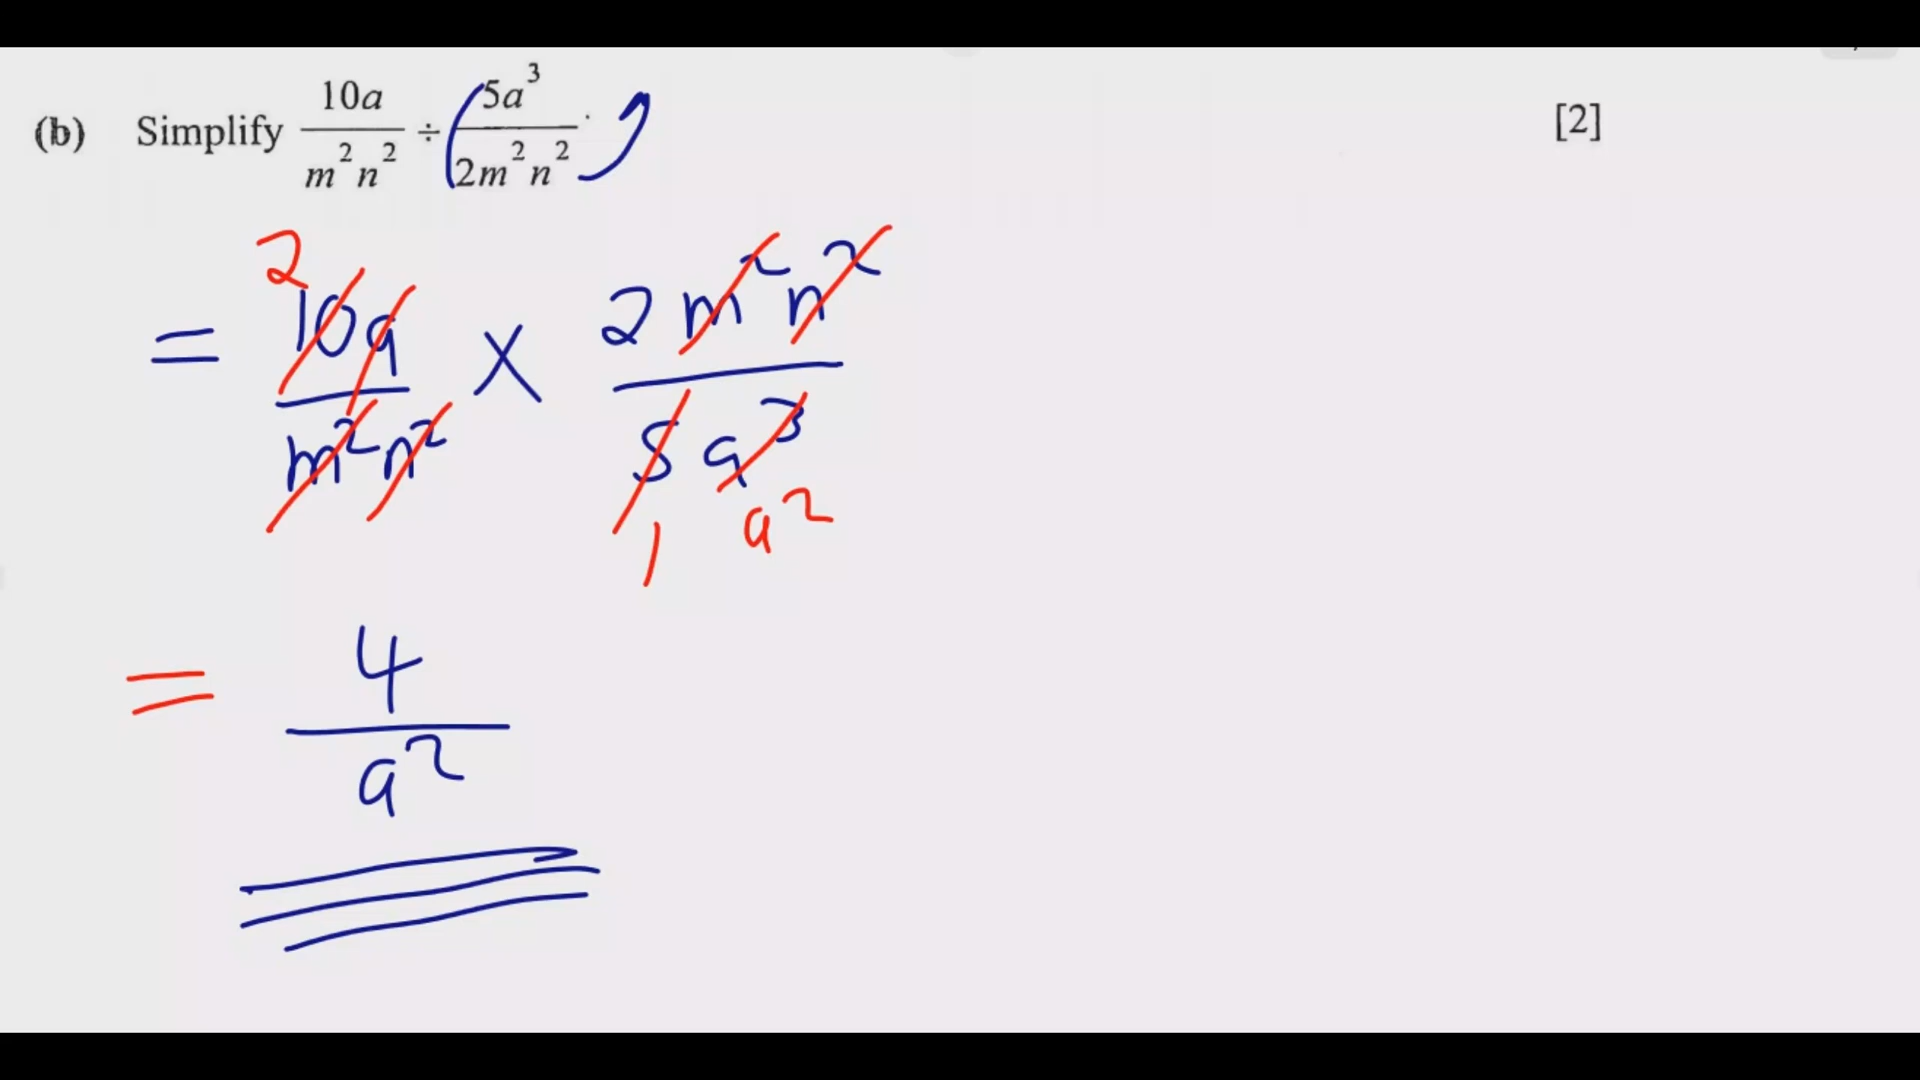 (b) Simplify 10a/m²n² ÷ (5a³/2m²n²). [2]
2 
= 10a/m²n² × 2m²n²/5a³
1 a²
= 4/a²